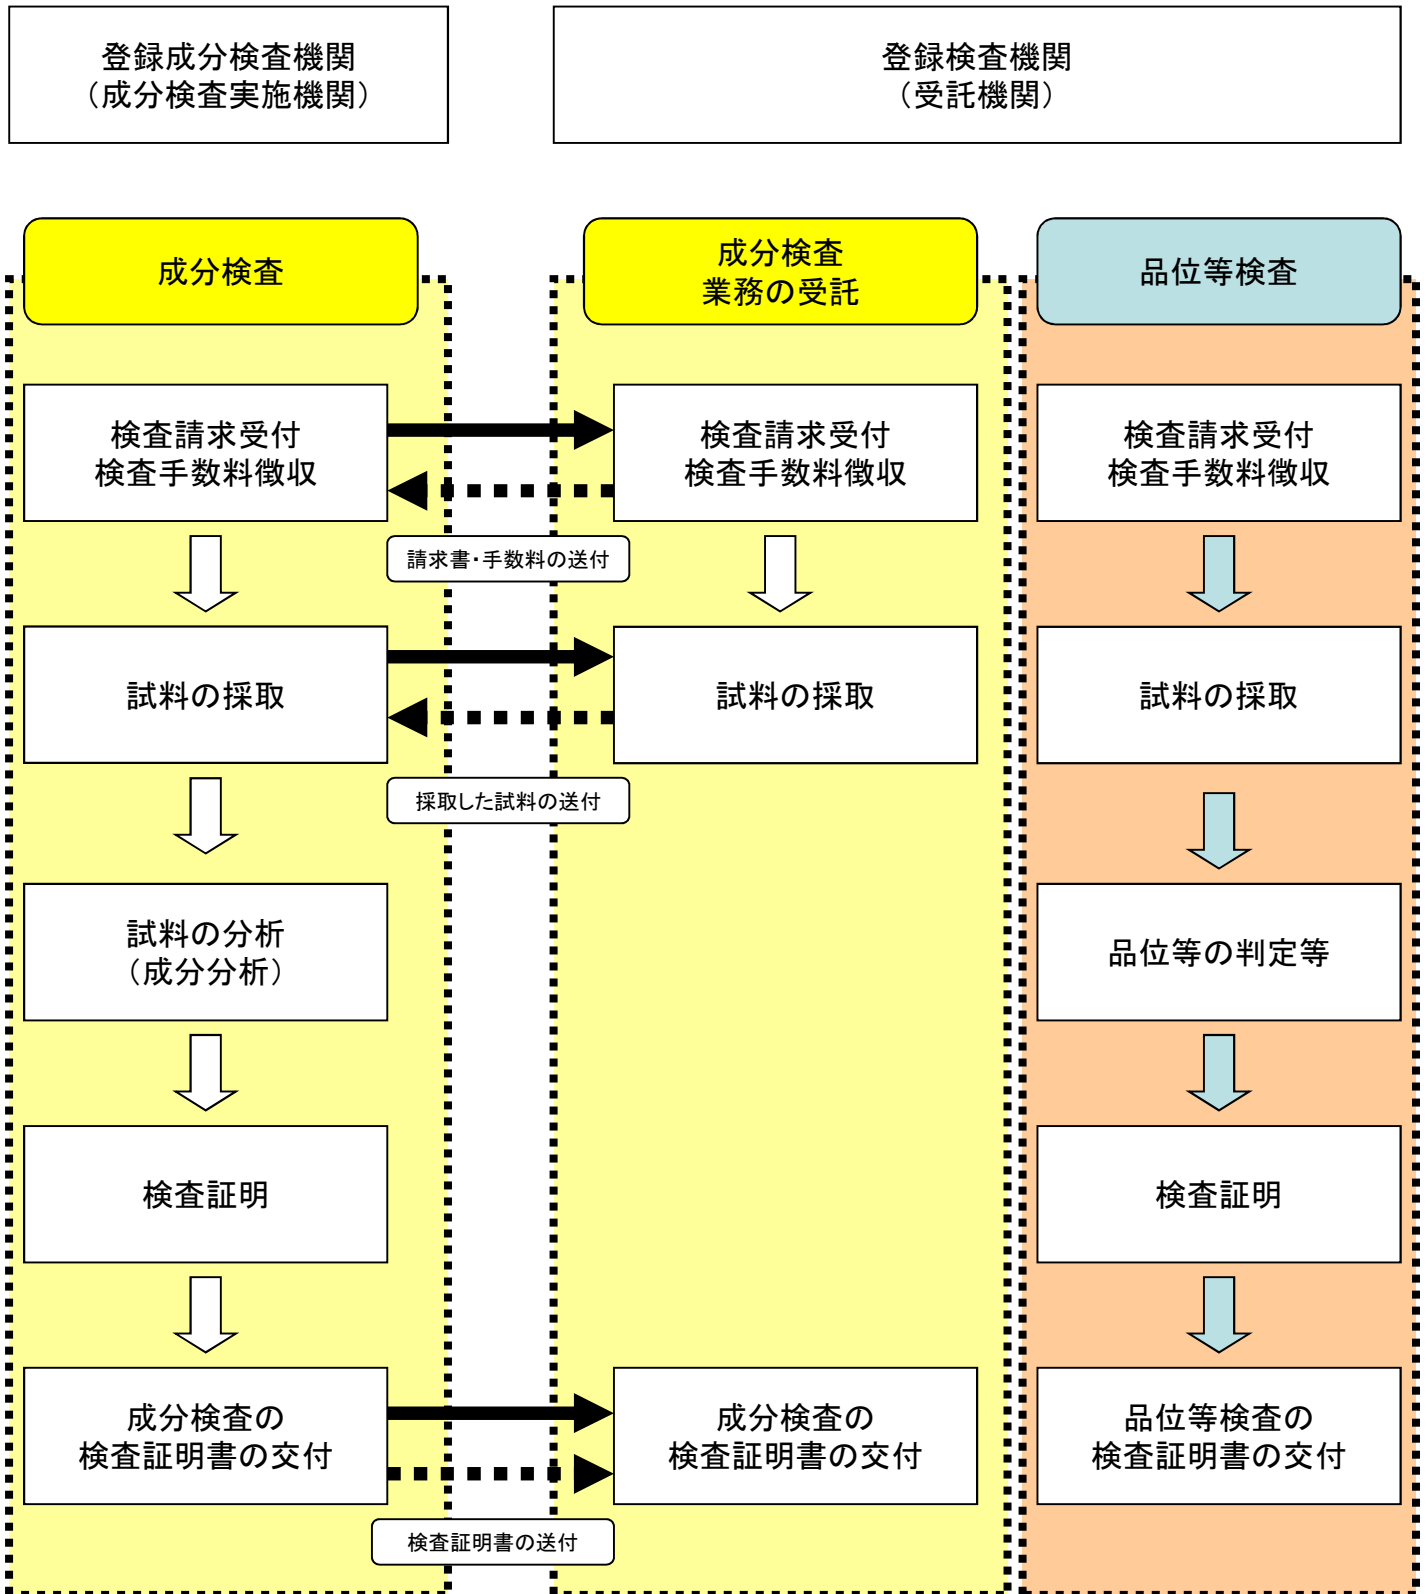 登録成分検査機関
（成分検査実施機関）
登録検査機関
（受託機関）
成分検査
成分検査
業務の受託
品位等検査
検査請求受付
検査手数料徴収
検査請求受付
検査手数料徴収
検査請求受付
検査手数料徴収
請求書・手数料の送付
試料の採取
試料の採取
試料の採取
採取した試料の送付
試料の分析
（成分分析）
品位等の判定等
検査証明
検査証明
成分検査の
検査証明書の交付
成分検査の
検査証明書の交付
品位等検査の
検査証明書の交付
検査証明書の送付